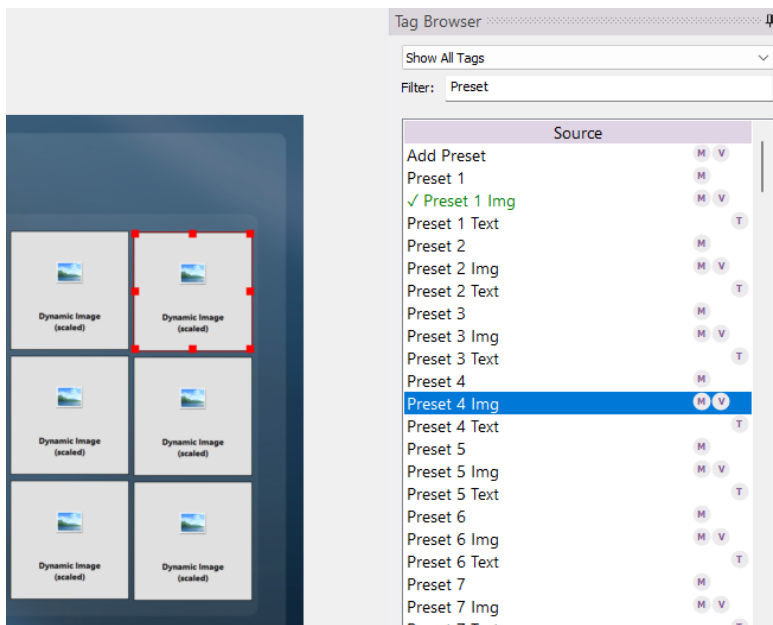 Tag Browser
Show All Tags
Filter: Preset
Source
Add Preset M V
Preset 1 M
✓ Preset 1 Img M V
Preset 1 Text T
Preset 2 M
Preset 2 Img M V
Preset 2 Text T
Preset 3 M
Preset 3 Img M V
Preset 3 Text T
Preset 4 M
Preset 4 Img M V
Preset 4 Text T
Preset 5 M
Preset 5 Img M V
Preset 5 Text T
Preset 6 M
Preset 6 Img M V
Preset 6 Text T
Preset 7 M
Preset 7 Img M V
Dynamic Image
(scaled)
Dynamic Image
(scaled)
Dynamic Image
(scaled)
Dynamic Image
(scaled)
Dynamic Image
(scaled)
Dynamic Image
(scaled)